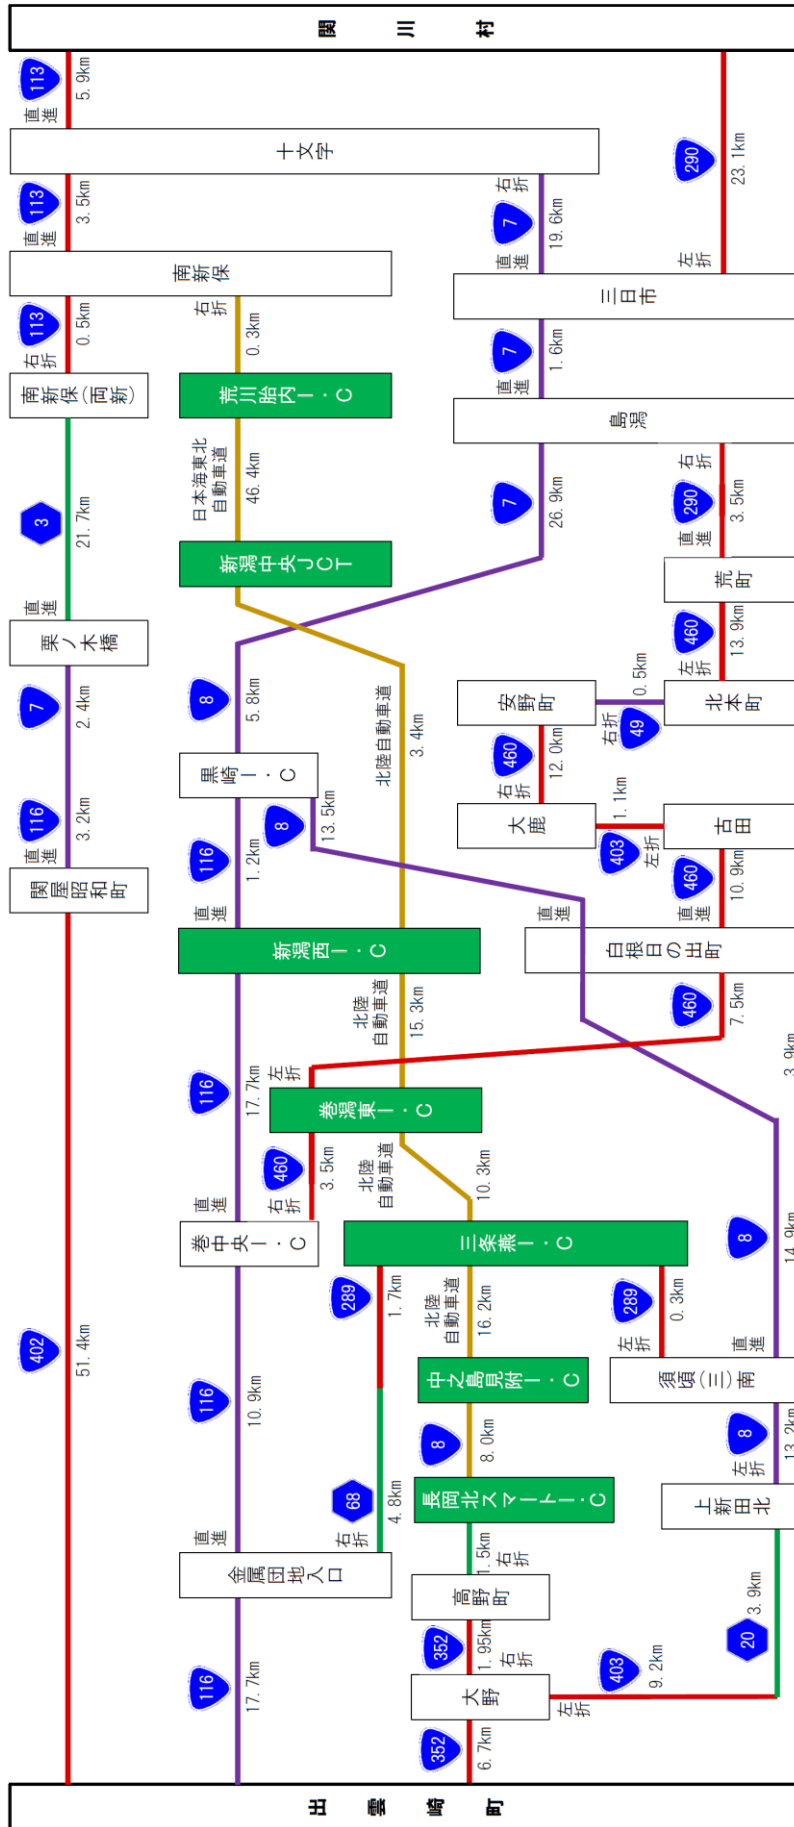 関川村
113
直進
5.9km
十文字
113
直進
3.5km
右折
7
直進
19.6km
290
23.1km
左折
南新保
右折
三日市
113
右折
0.5km
0.3km
7
直進
1.6km
南新保(両新)
荒川胎内I・C
島潟
3
21.7km
直進
日本海東北
自動車道
46.4km
7
26.9km
右折
290
直進
3.5km
新潟中央JCT
荒町
栗ノ木橋
460
左折
13.9km
7
2.4km
8
5.8km
北陸自動車道
3.4km
安野町
0.5km
右折
49
北本町
黒崎I・C
460
右折
12.0km
116
直進
3.2km
8
13.5km
大鹿
1.1km
403
左折
古田
関屋昭和町
116
直進
1.2km
460
直進
10.9km
直進
新潟西I・C
白根日の出町
北陸
自動車道
15.3km
460
7.5km
3.9km
116
直進
17.7km
左折
巻潟東I・C
460
右折
3.5km
北陸
自動車道
10.3km
巻中央I・C
三条燕I・C
8
直進
14.9km
402
51.4km
289
1.7km
北陸
自動車道
16.2km
289
左折
0.3km
116
直進
10.9km
中之島見附I・C
須頃(三)南
8
8.0km
8
左折
13.2km
68
右折
4.8km
長岡北スマートI・C
上新田北
金属団地入口
1.5km
右折
高野町
20
3.9km
116
17.7km
352
1.95km
右折
大野
403
9.2km
左折
352
6.7km
出雲崎町